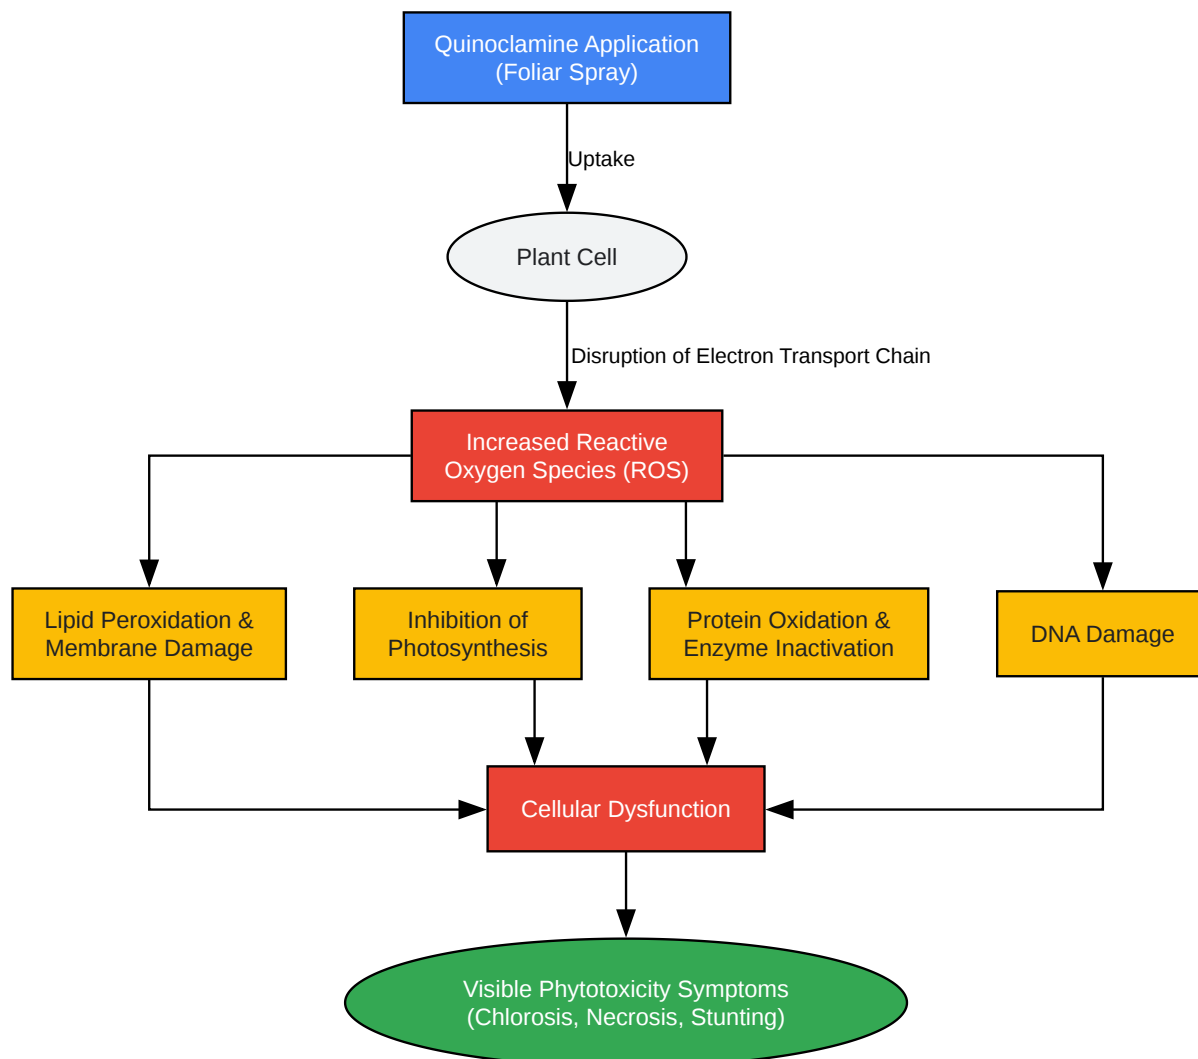 Quinoclamine Application
(Foliar Spray)
Uptake
Plant Cell
Disruption of Electron Transport Chain
Increased Reactive
Oxygen Species (ROS)
Lipid Peroxidation &
Membrane Damage
Inhibition of
Photosynthesis
Protein Oxidation &
Enzyme Inactivation
DNA Damage
Cellular Dysfunction
Visible Phytotoxicity Symptoms
(Chlorosis, Necrosis, Stunting)